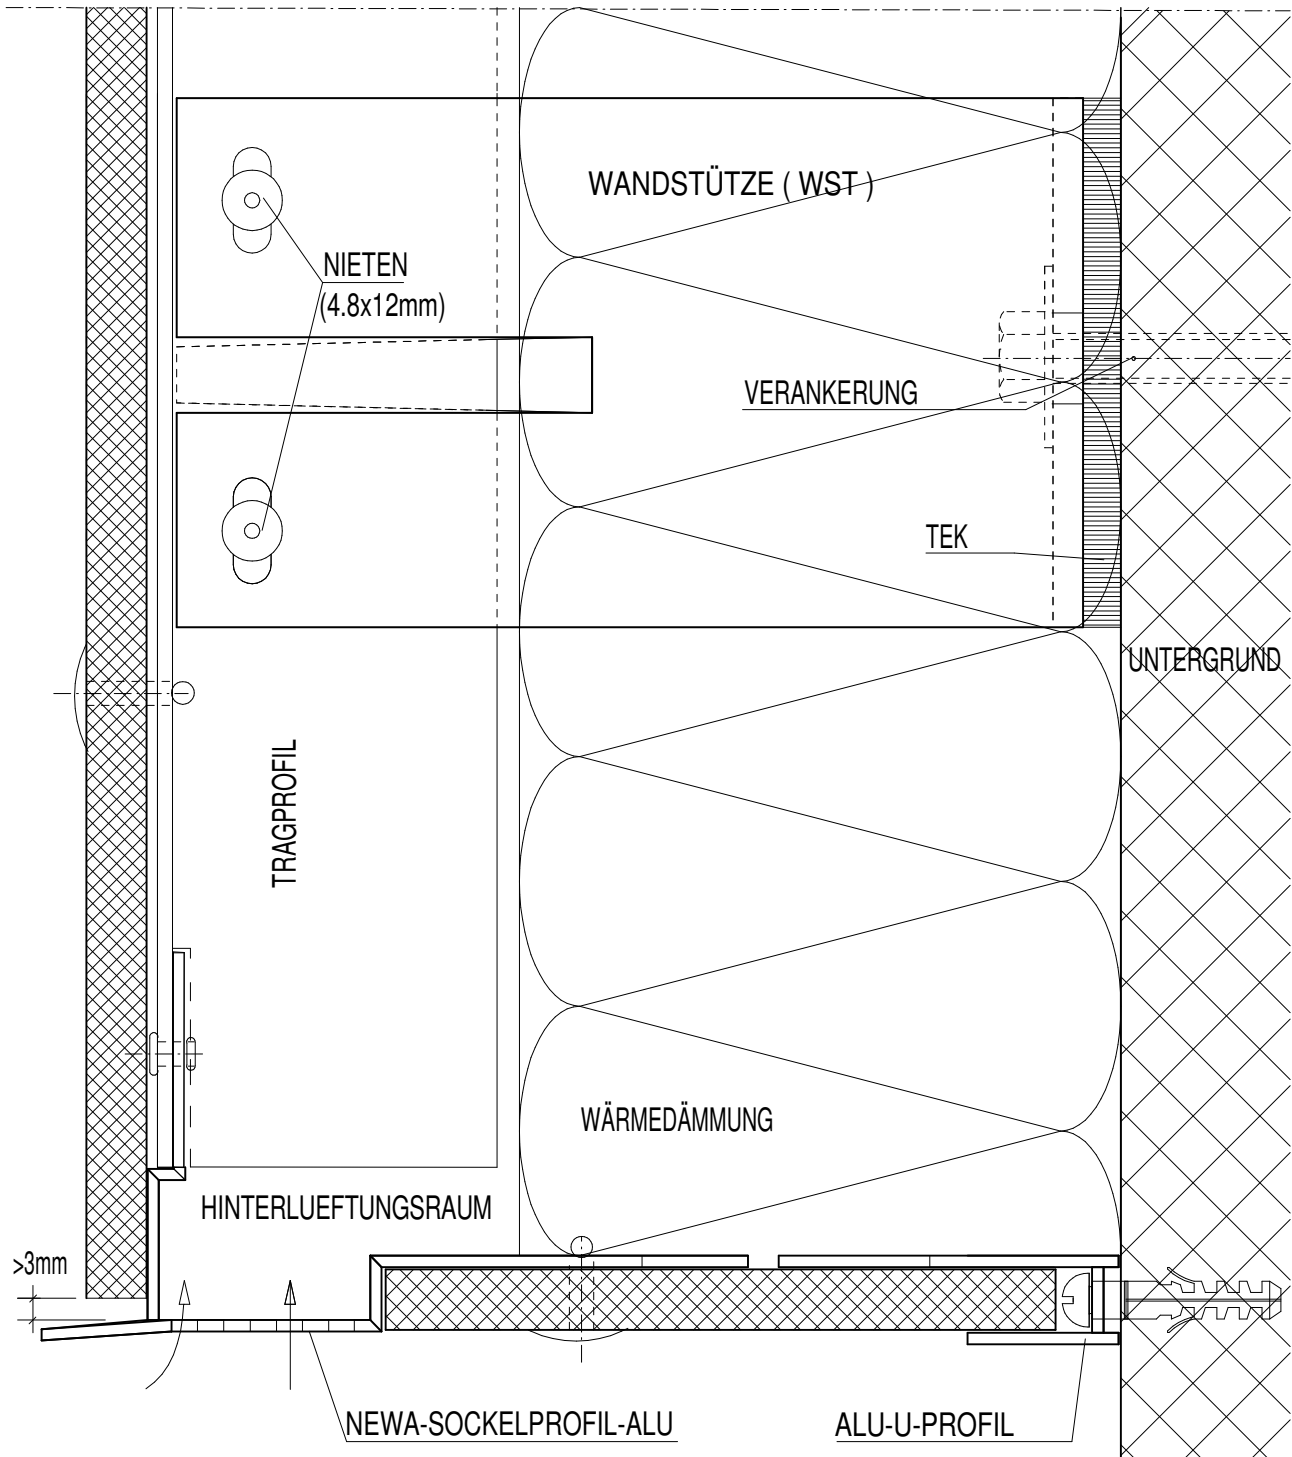 WANDSTÜTZE ( WST )
NIETEN
(4.8x12mm)
VERANKERUNG
TEK
UNTERGRUND
TRAGPROFIL
WÄRMEDÄMMUNG
HINTERLUEFTUNGSRAUM
>3mm
NEWA-SOCKELPROFIL-ALU
ALU-U-PROFIL